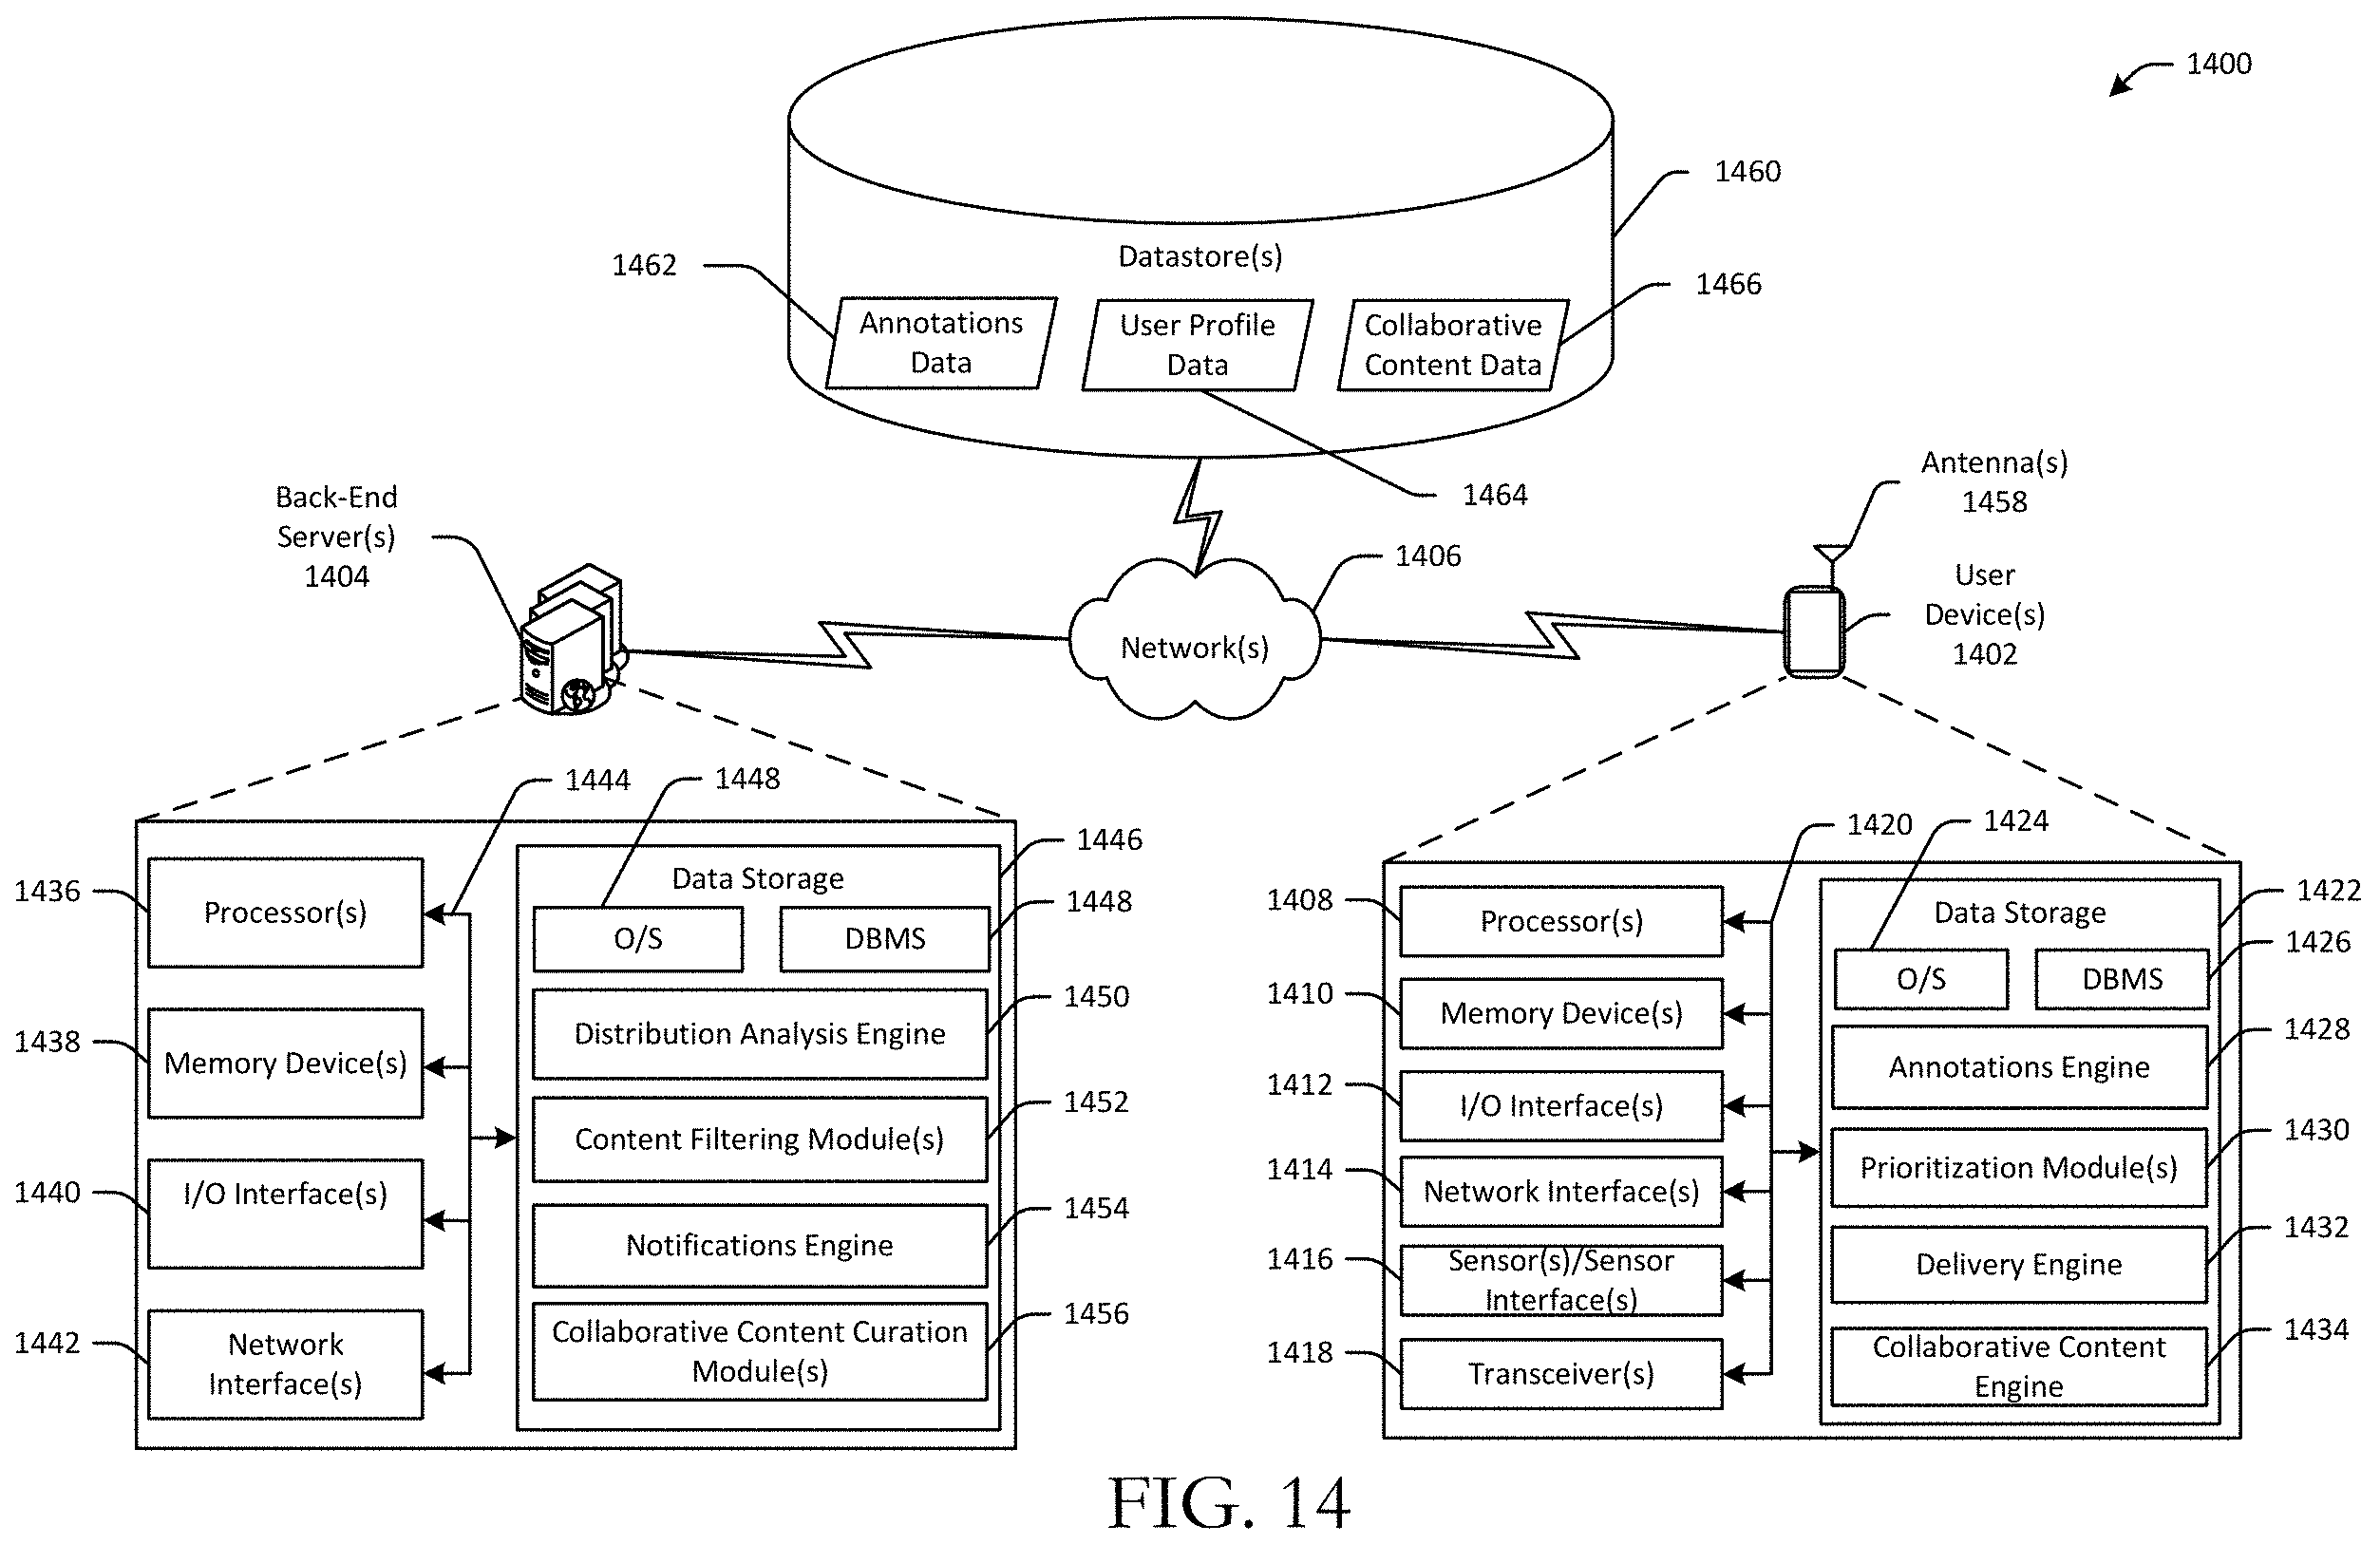 1400
1460
Datastore(s)
1462
1466
Annotations
Data
User Profile
Data
Collaborative
Content Data
1464
Back-End
Server(s)
1404
1406
Network(s)
Antenna(s)
1458
User
Device(s)
1402
1444
1448
1446
1436
Processor(s)
1438
Memory Device(s)
1440
I/O Interface(s)
1442
Network
Interface(s)
Data Storage
O/S
DBMS
1448
Distribution Analysis Engine
1450
Content Filtering Module(s)
1452
Notifications Engine
1454
Collaborative Content Curation
Module(s)
1456
1420
1424
1422
1408
Processor(s)
1410
Memory Device(s)
1412
I/O Interface(s)
1414
Network Interface(s)
1416
Sensor(s)/Sensor
Interface(s)
1418
Transceiver(s)
Data Storage
O/S
DBMS
1426
Annotations Engine
1428
Prioritization Module(s)
1430
Delivery Engine
1432
Collaborative Content
Engine
1434
FIG. 14